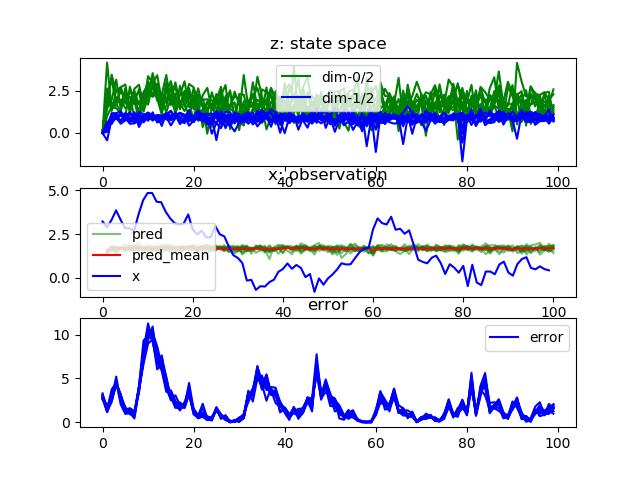 z: state space
2.5
0.0
dim-0/2
dim-1/2
0 20 40 60 80 100
x: observation
5.0
2.5
0.0
pred
pred_mean
x
0 20 40 60 80 100
error
10
5
0
error
0 20 40 60 80 100